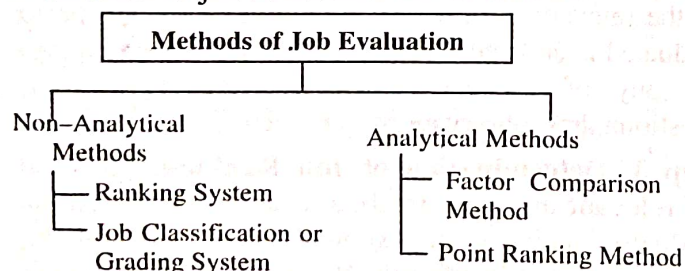 Methods of Job Evaluation
Non-Analytical
Methods
Ranking System
Job Classification or
Grading System
Analytical Methods
Factor Comparison
Method
Point Ranking Method